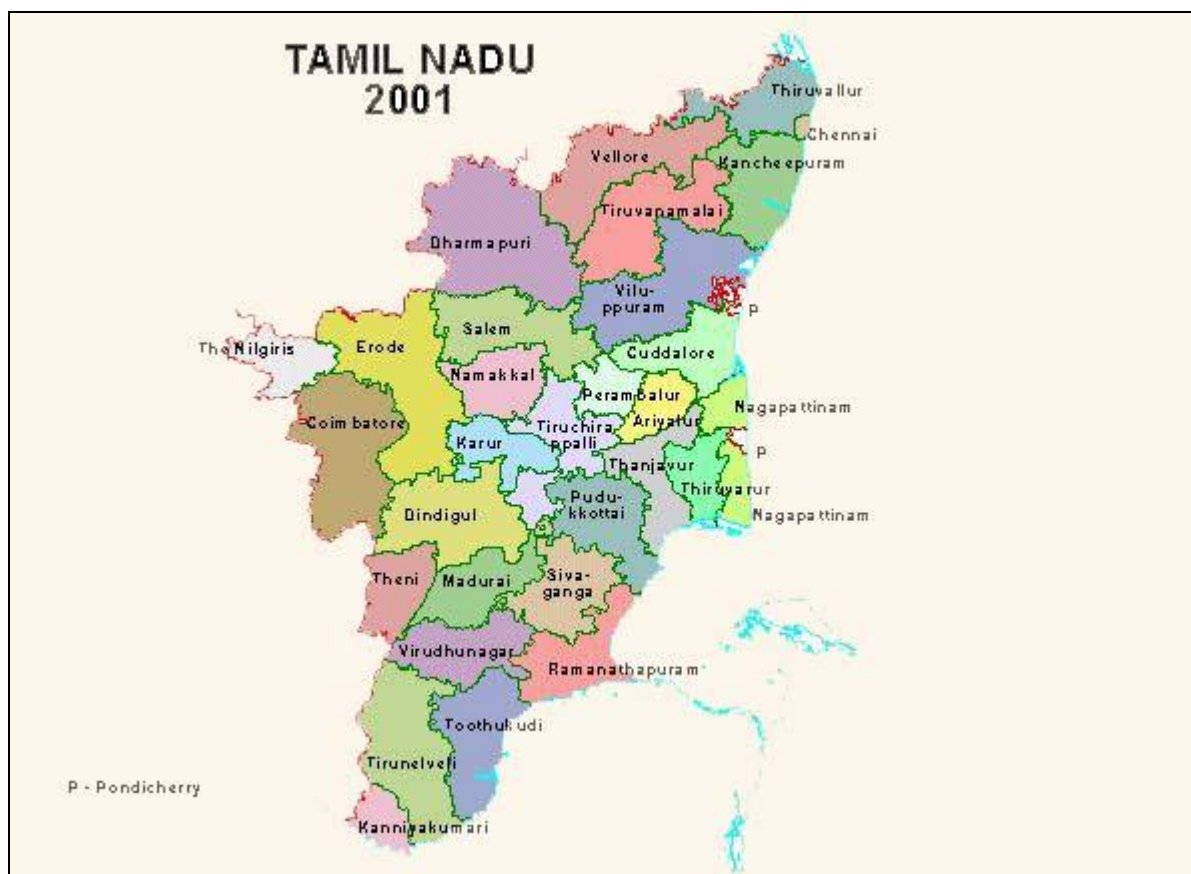 TAMIL NADU
2001
Thiruvallur
Chennai
Vellore
Kancheepuram
Tiruvanamalai
Dharmapuri
Vilu-
ppuram
P
Salem
The Nilgiris
Erode
Cuddalore
Namakkal
Perambalur
Nagapattinam
Coimbatore
Ariyalur
Tiruchira
ppalli
Karur
P
Thanjavur
Thiruvarur
Pudu-
kkottai
Dindigul
Nagapattinam
Theni
Madurai
Siva-
ganga
Virudhunagar
Ramanathapuram
Toothukudi
Tirunelveli
P - Pondicherry
Kanniyakumari